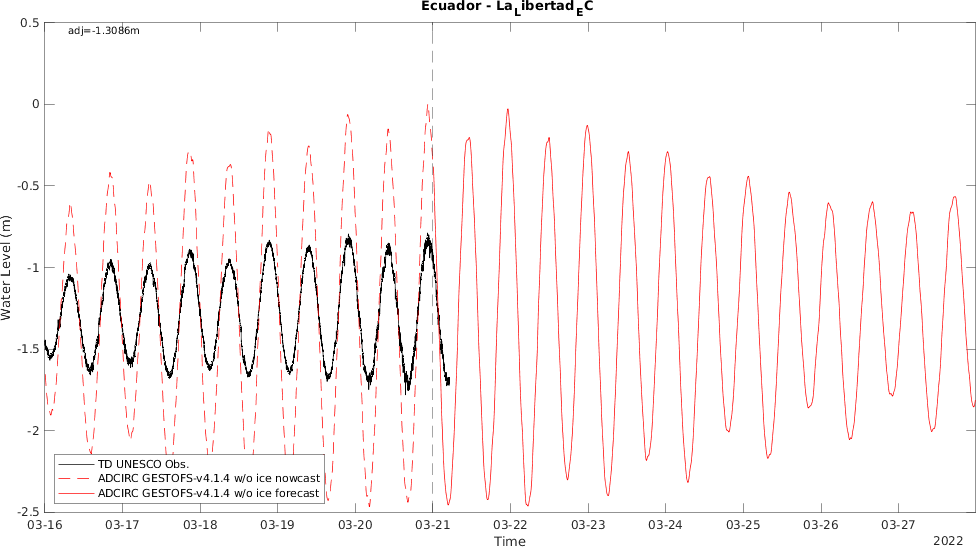 Ecuador - LaLibertadEC
adj=-1.3086m
0.5
0
-0.5
-1
-1.5
-2
-2.5
Water Level (m)
TD UNESCO Obs.
ADCIRC GESTOFS-v4.1.4 w/o ice nowcast
ADCIRC GESTOFS-v4.1.4 w/o ice forecast
03-16 03-17 03-18 03-19 03-20 03-21 03-22 03-23 03-24 03-25 03-26 03-27
Time
2022